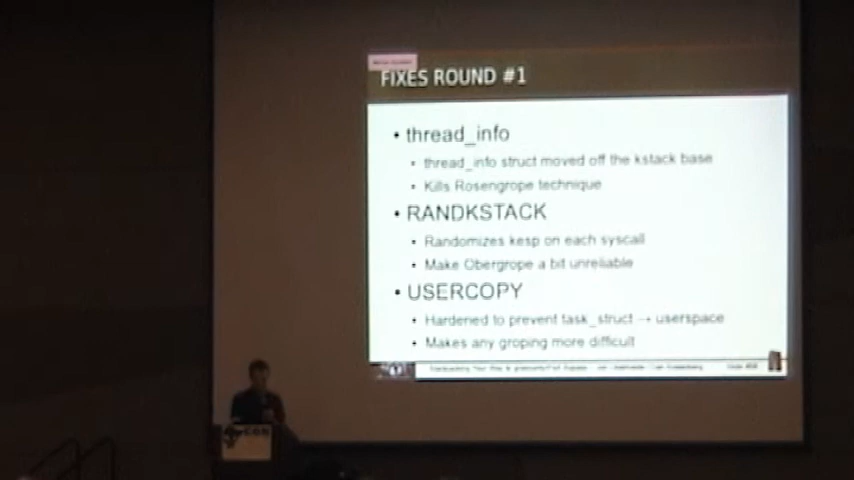 FIXES ROUND #1
• thread_info
• thread_info struct moved off the kstack base
• Kills Rosengrope technique
• RANDKSTACK
• Randomizes kesp on each syscall
• Make Obergrope a bit unreliable
• USERCOPY
• Hardened to prevent task_struct → userspace
• Makes any groping more difficult